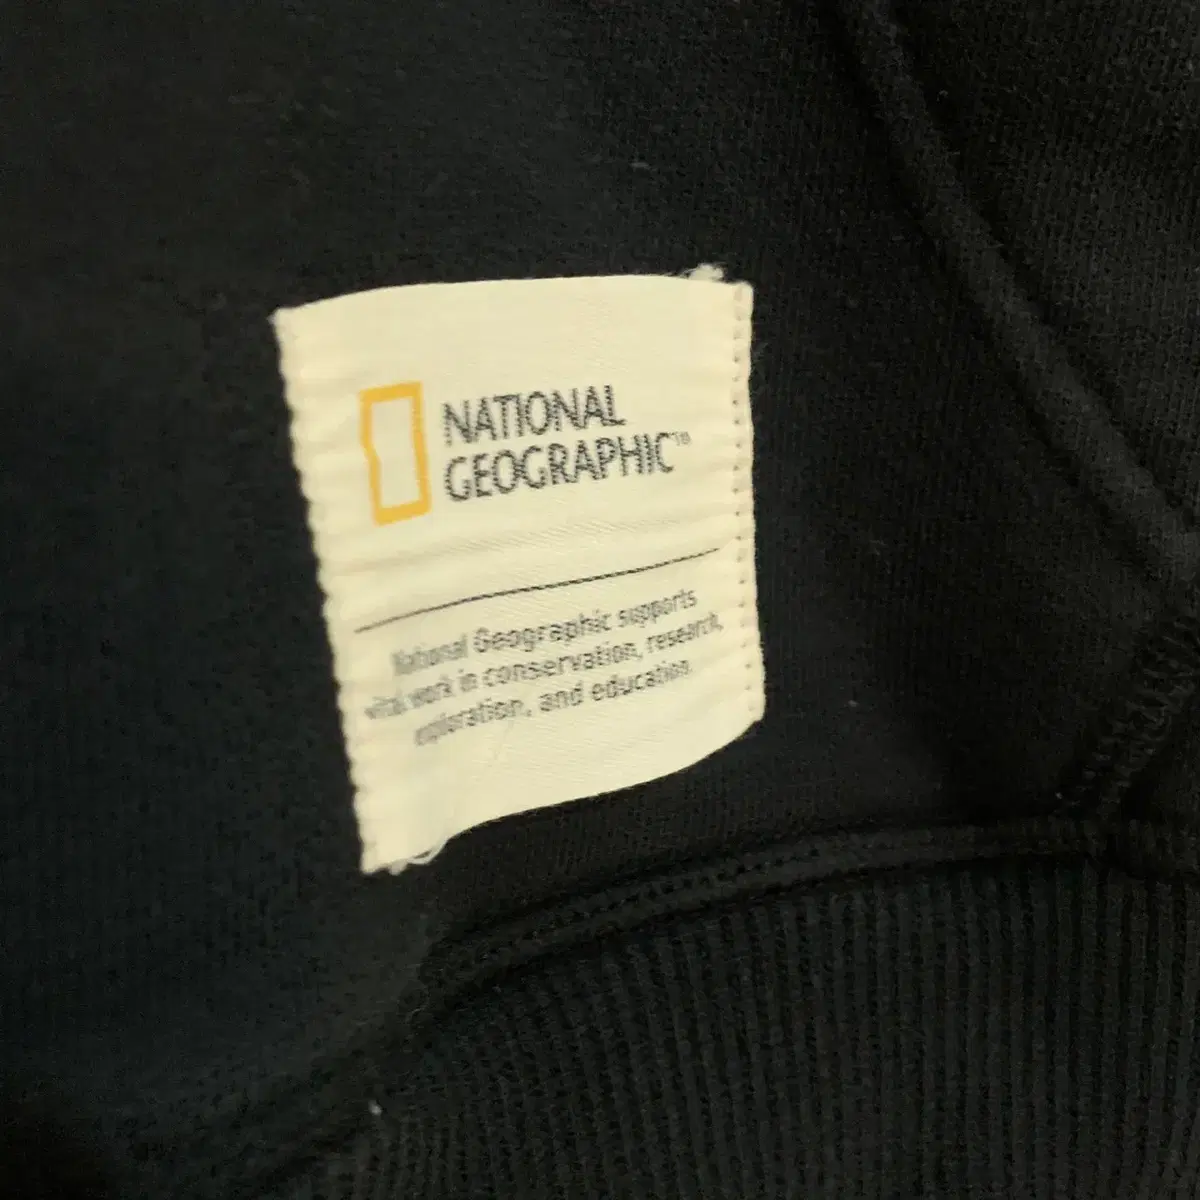 NATIONAL
GEOGRAPHIC™
National Geographic supports
vital work in conservation, research,
exploration, and education.